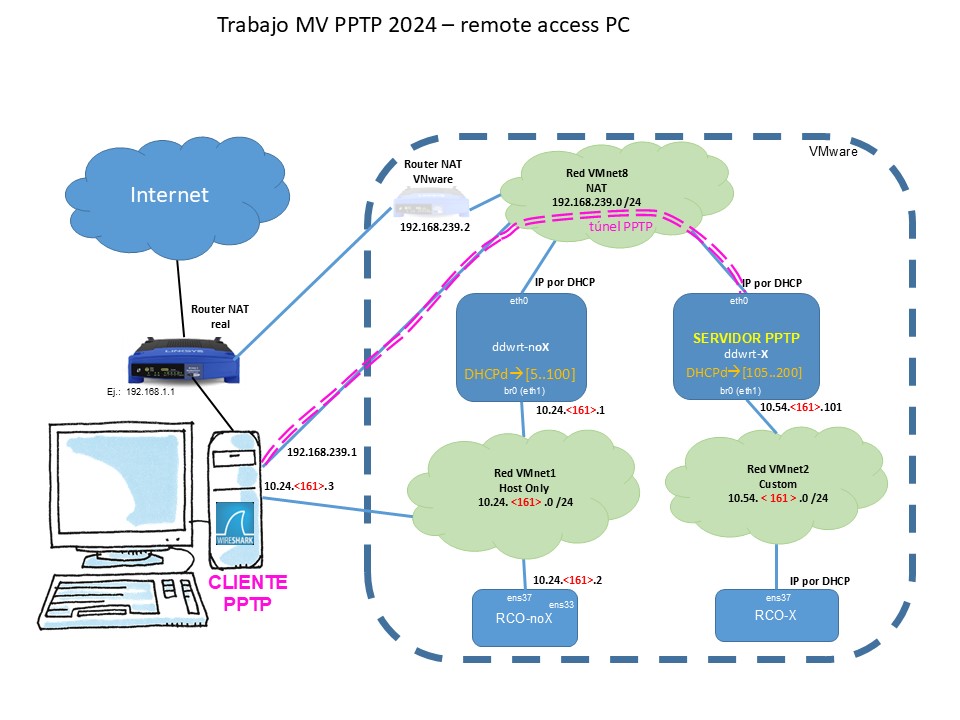 Trabajo MV PPTP 2024 – remote access PC
VMware
Internet
Router NAT
VNware
192.168.239.2
Red VMnet8
NAT
192.168.239.0 /24
túnel PPTP
Router NAT
real
LINKSYS
Ej.: 192.168.1.1
IP por DHCP
eth0
ddwrt-noX
DHCPd→[5..100]
br0 (eth1)
10.24.<161>.1
IP por DHCP
eth0
SERVIDOR PPTP
ddwrt-X
DHCPd→[105..200]
br0 (eth1)
10.54.<161>.101
192.168.239.1
10.24.<161>.3
WIRESHARK
CLIENTE
PPTP
Red VMnet1
Host Only
10.24. <161> .0 /24
Red VMnet2
Custom
10.54. < 161 > .0 /24
10.24.<161>.2
ens37
ens33
RCO-noX
IP por DHCP
ens37
RCO-X